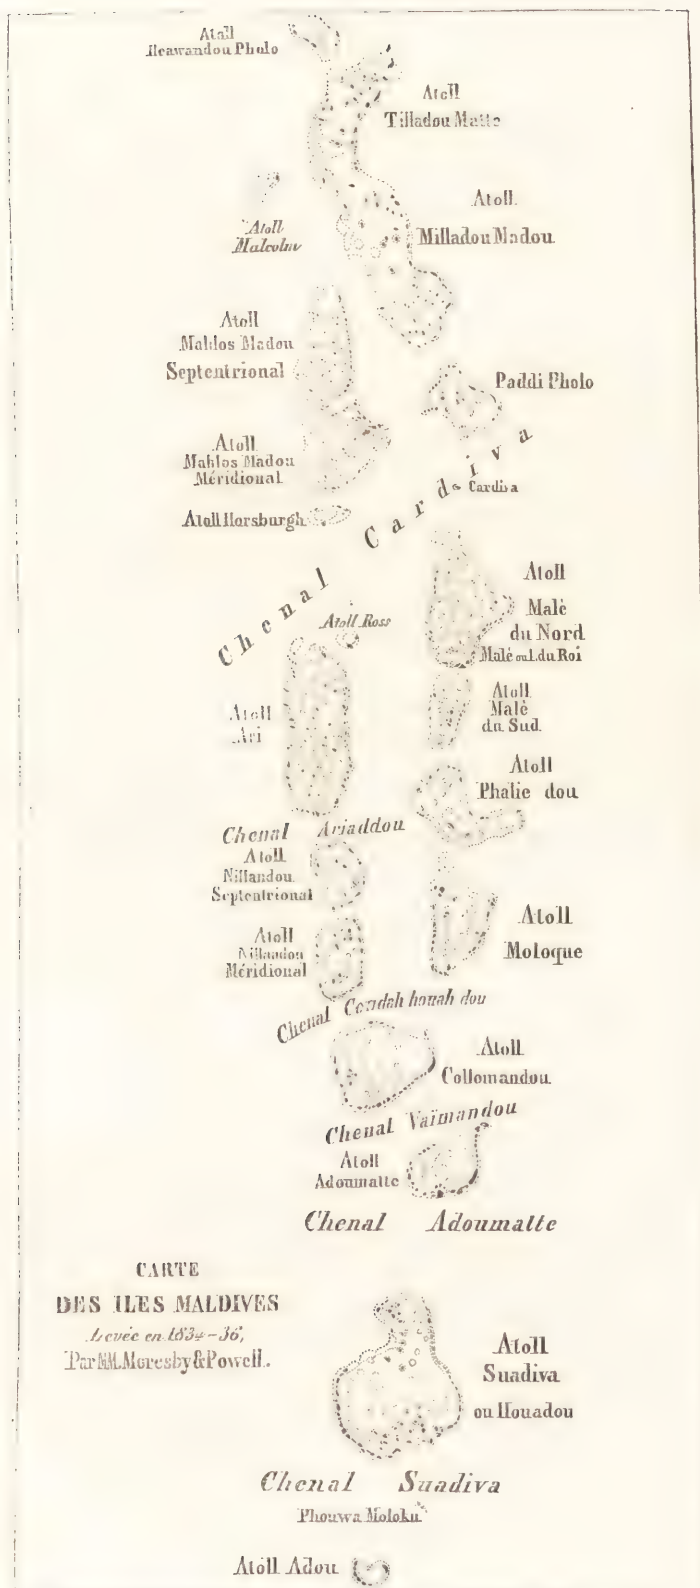 Atoll
Heawandou Pholo
Atoll
Tilladou Matte
Atoll
Malcolm
Atoll
Milladou Madou
Atoll
Mahlos Madou
Septentrional
Paddi Pholo
Atoll
Mahlos Madou
Méridional
Cardiva
Atoll Horsburgh
Chenal Cardiva
Atoll
Malé
du Nord
Malé ou I. du Roi
Atoll Ross
Atoll
Ari
Atoll
Malé
du Sud
Atoll
Phalie dou
Chenal Ariaddou
Atoll
Nillandou
Septentrional
Atoll
Moloque
Atoll
Nillandou
Méridional
Chenal Coudah houah dou
Atoll
Collomandou
Chenal Vaïmandou
Atoll
Adoumatte
Chenal Adoumatte
CARTE
DES ILES MALDIVES
Levée en 1834-36,
Par MM. Moresby & Powell.
Atoll
Suadiva
ou Houadou
Chenal Suadiva
Phouwa Moloku
Atoll Adou